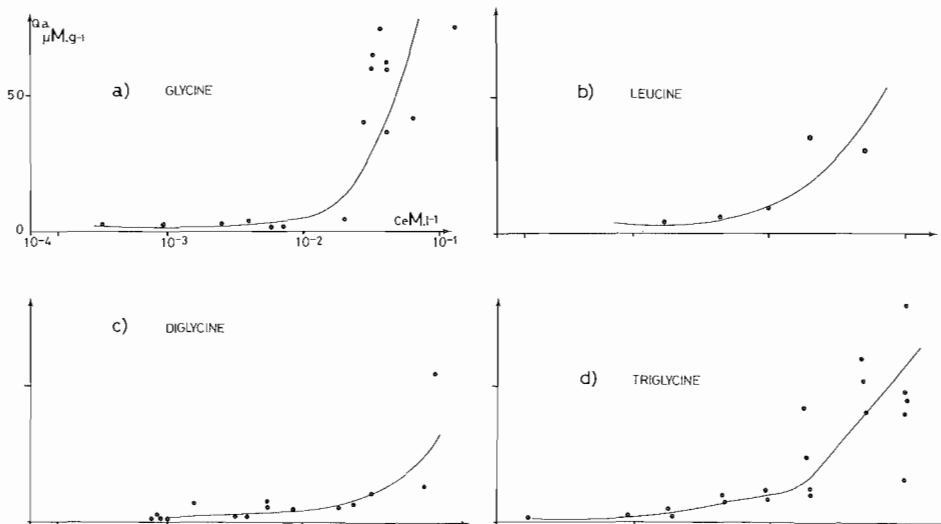 Qa
µM.g-1
a) GLYCINE
50
0
CeM.l-1
10-4
10-3
10-2
10-1
b) LEUCINE
c) DIGLYCINE
d) TRIGLYCINE